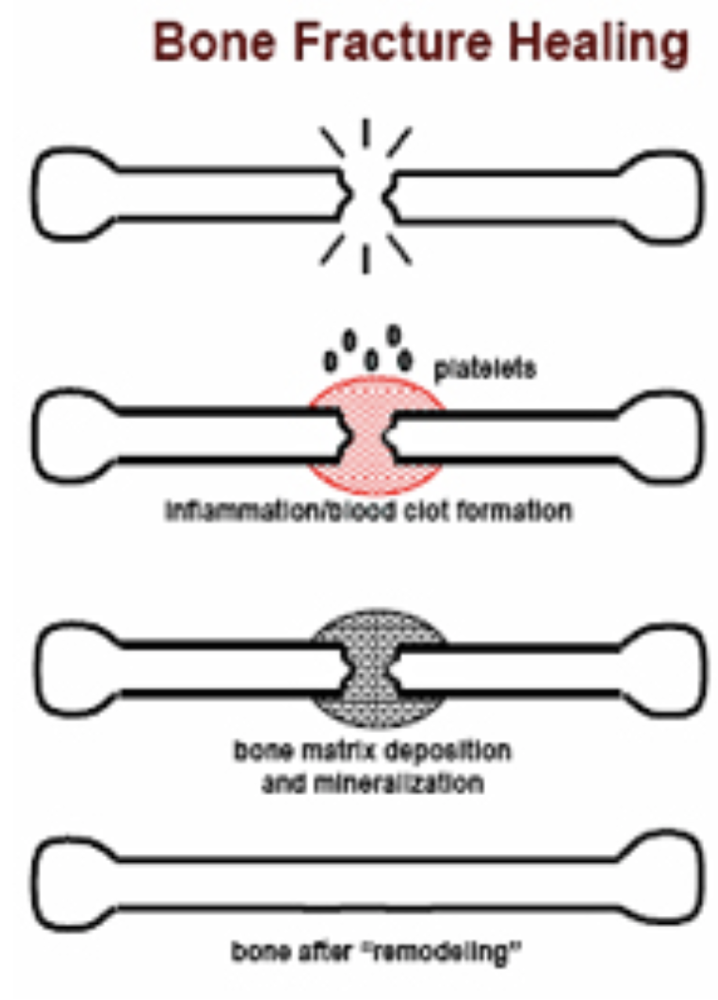 Bone Fracture Healing
platelets
inflammation/blood clot formation
bone matrix deposition
and mineralization
bone after "remodeling"